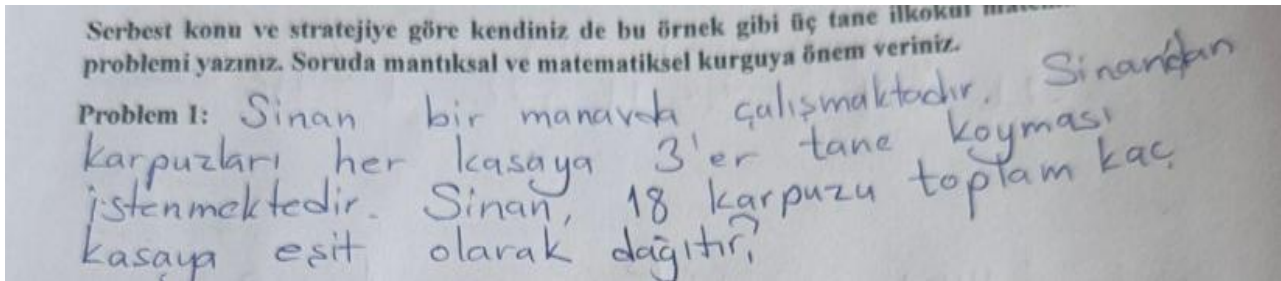 Serbest konu ve stratejiye göre kendiniz de bu örnek gibi üç tane ilkokul
problemi yazınız. Soruda mantıksal ve matematiksel kurguya önem veriniz.
Problem 1: Sinan bir manavda çalışmaktadır. Sinan'dan
karpuzları her kasaya 3'er tane koyması
istenmektedir. Sinan, 18 karpuzu toplam kaç
kasaya eşit olarak dağıtır?